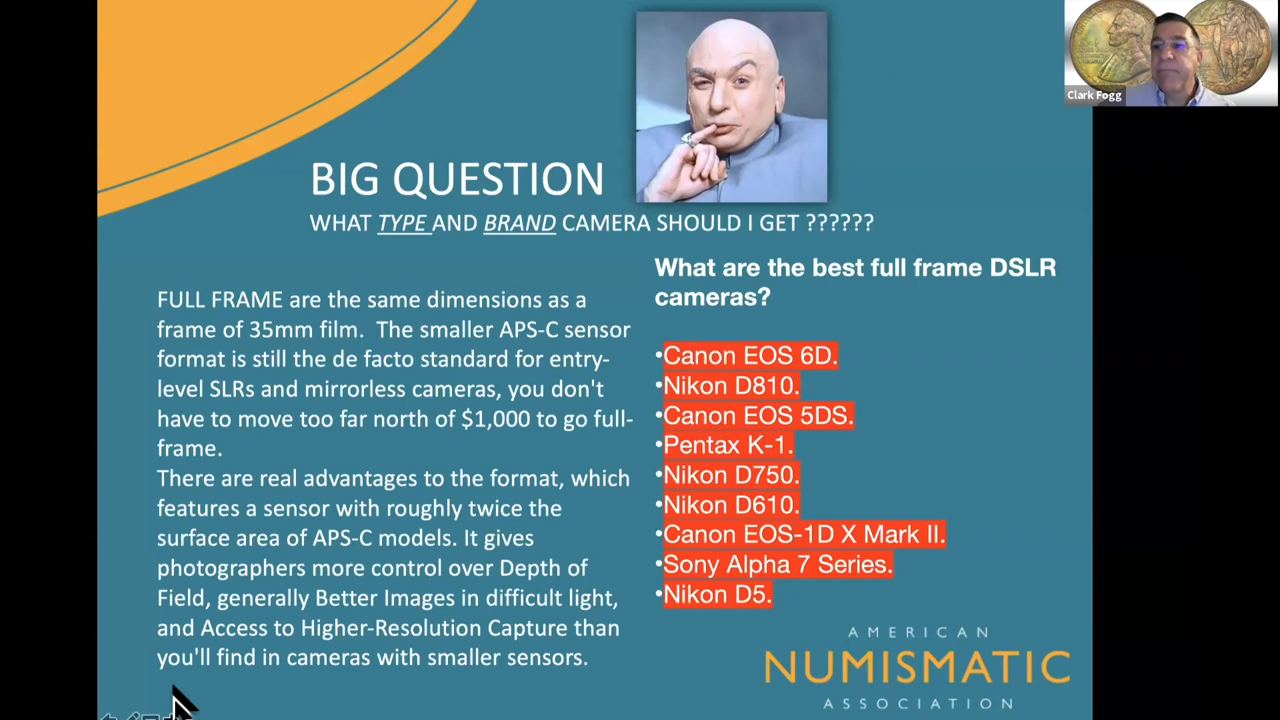 Clark Fogg
BIG QUESTION
WHAT TYPE AND BRAND CAMERA SHOULD I GET ??????
FULL FRAME are the same dimensions as a
frame of 35mm film.  The smaller APS-C sensor
format is still the de facto standard for entry-
level SLRs and mirrorless cameras, you don't
have to move too far north of $1,000 to go full-
frame.
There are real advantages to the format, which
features a sensor with roughly twice the
surface area of APS-C models. It gives
photographers more control over Depth of
Field, generally Better Images in difficult light,
and Access to Higher-Resolution Capture than
you'll find in cameras with smaller sensors.
What are the best full frame DSLR
cameras?
•Canon EOS 6D.
•Nikon D810.
•Canon EOS 5DS.
•Pentax K-1.
•Nikon D750.
•Nikon D610.
•Canon EOS-1D X Mark II.
•Sony Alpha 7 Series.
•Nikon D5.
AMERICAN
NUMISMATIC
ASSOCIATION